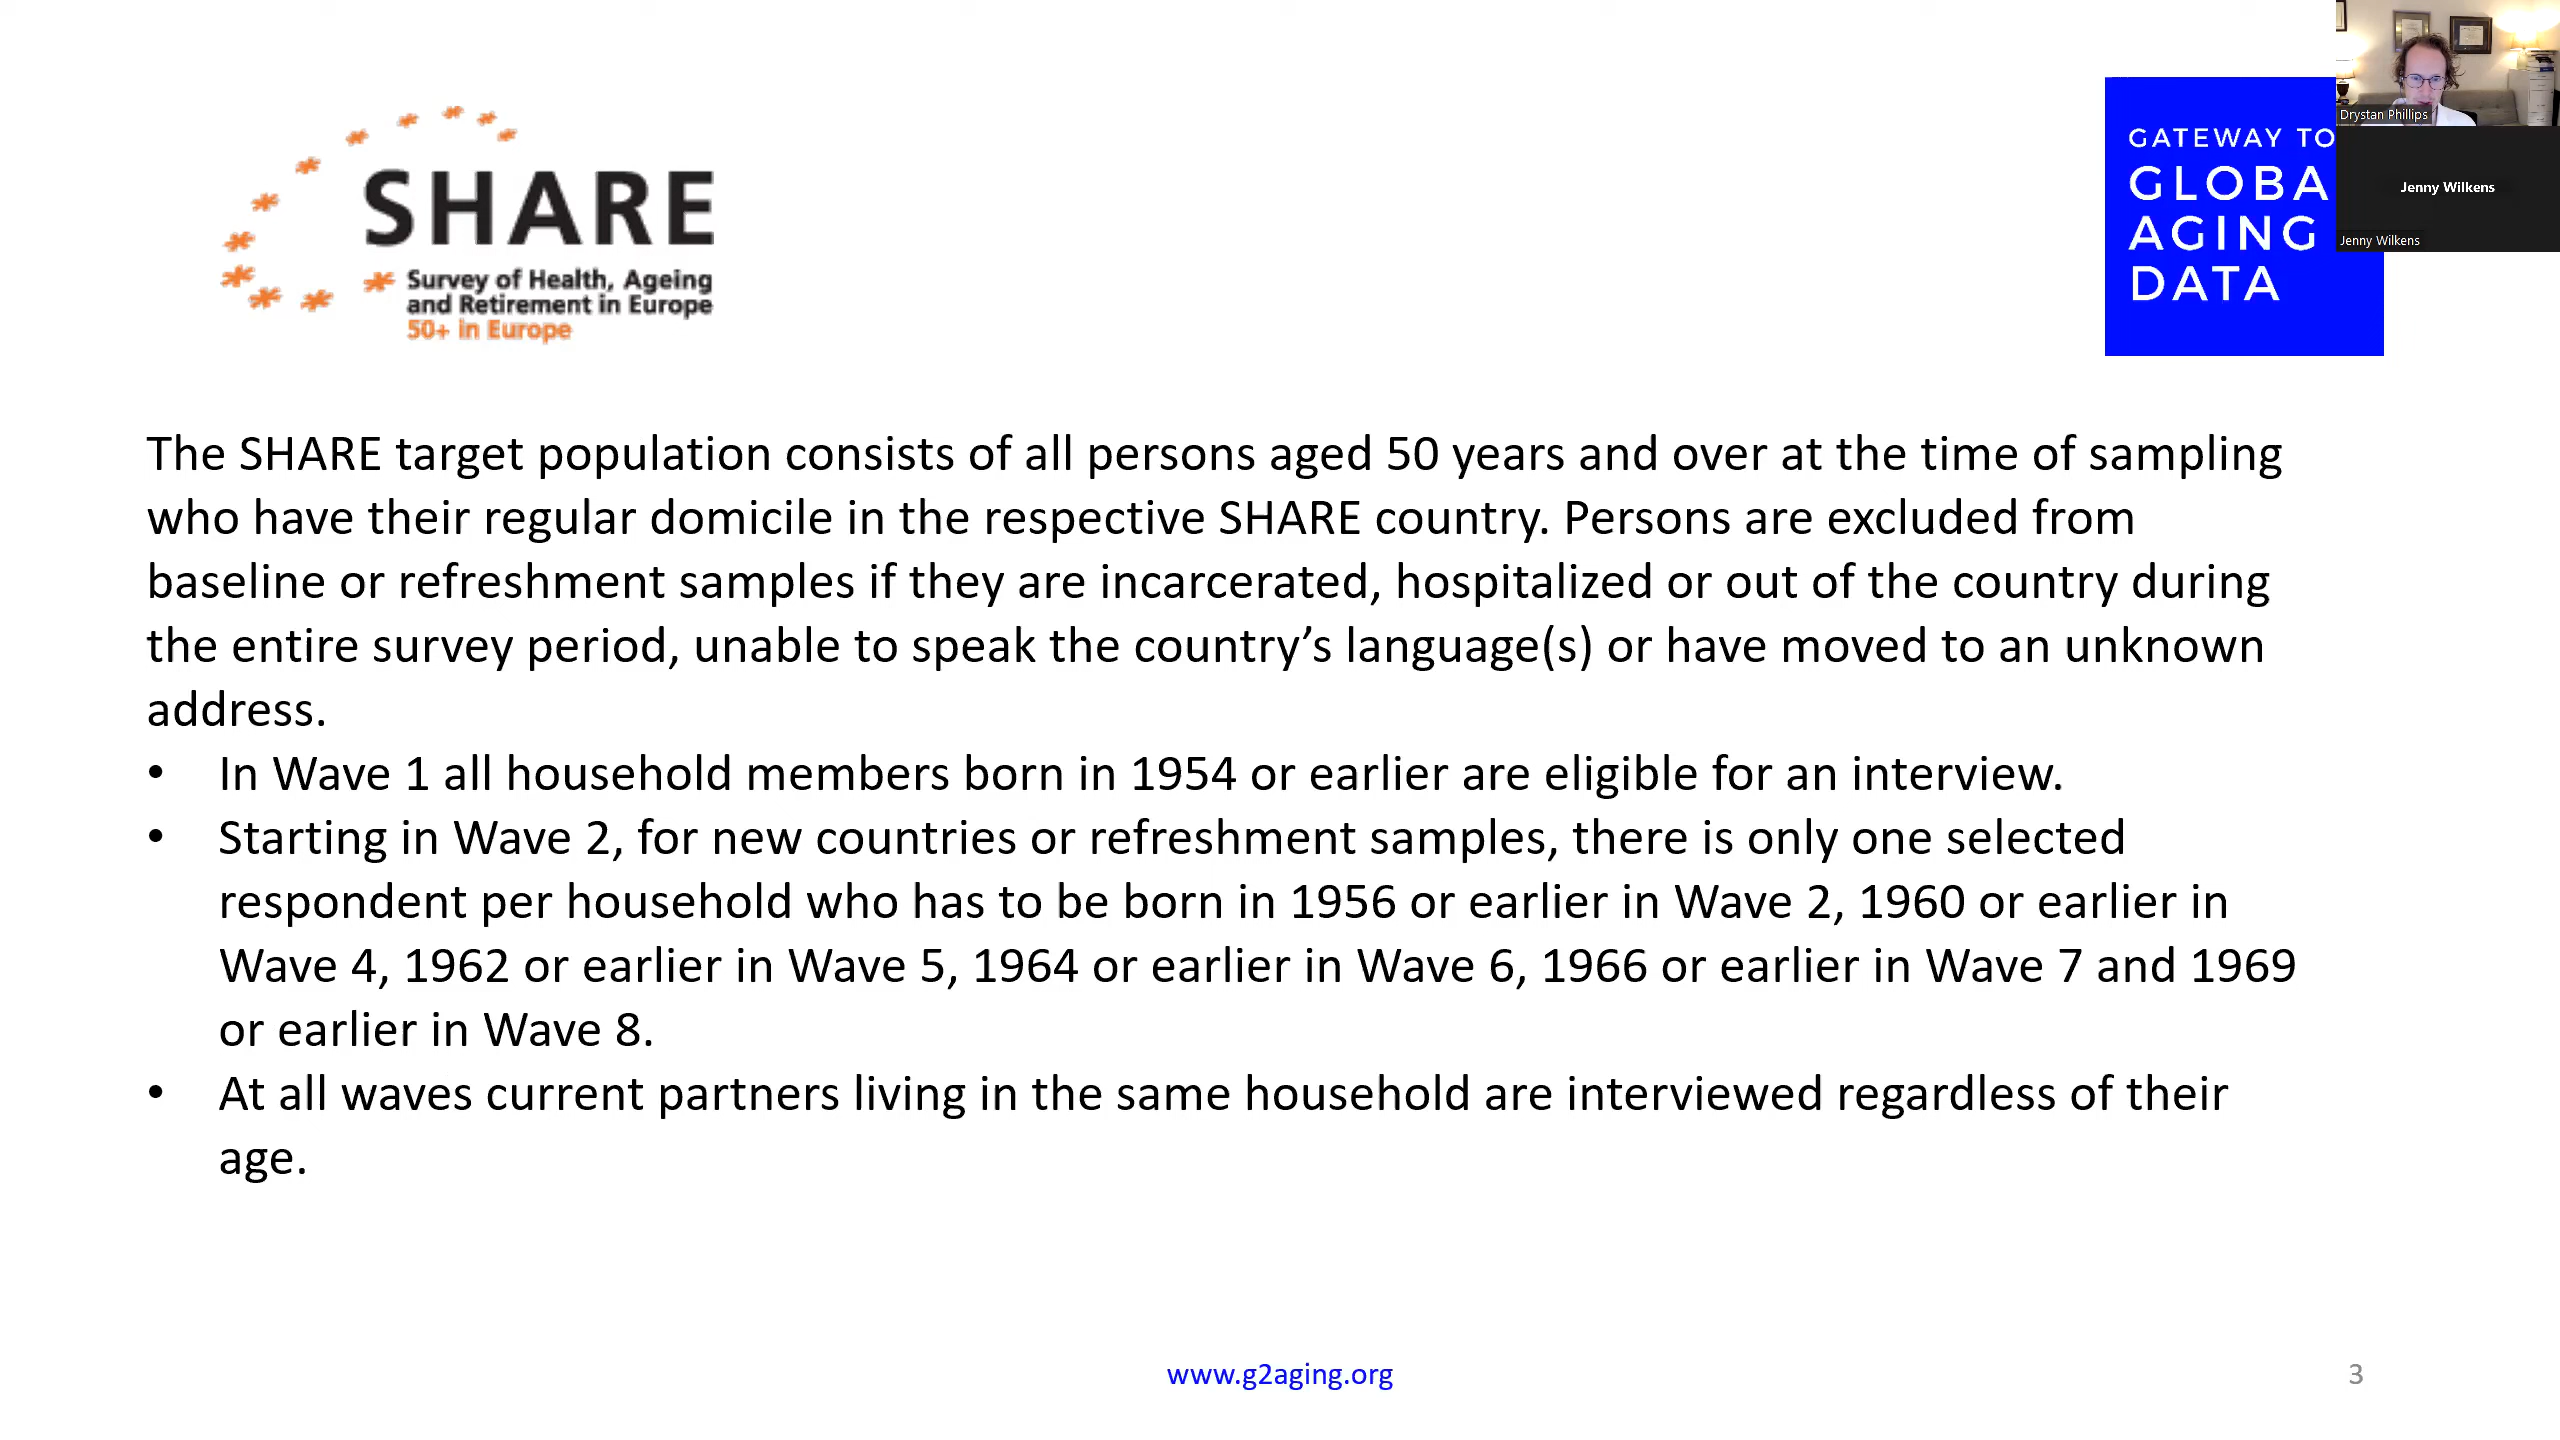 SHARE
Survey of Health, Ageing
and Retirement in Europe
50+ in Europe
GATEWAY TO
GLOBA
AGING
DATA
Drystan Phillips
Jenny Wilkens
Jenny Wilkens
The SHARE target population consists of all persons aged 50 years and over at the time of sampling
who have their regular domicile in the respective SHARE country. Persons are excluded from
baseline or refreshment samples if they are incarcerated, hospitalized or out of the country during
the entire survey period, unable to speak the country’s language(s) or have moved to an unknown
address.
• In Wave 1 all household members born in 1954 or earlier are eligible for an interview.
• Starting in Wave 2, for new countries or refreshment samples, there is only one selected
respondent per household who has to be born in 1956 or earlier in Wave 2, 1960 or earlier in
Wave 4, 1962 or earlier in Wave 5, 1964 or earlier in Wave 6, 1966 or earlier in Wave 7 and 1969
or earlier in Wave 8.
• At all waves current partners living in the same household are interviewed regardless of their
age.
www.g2aging.org
3